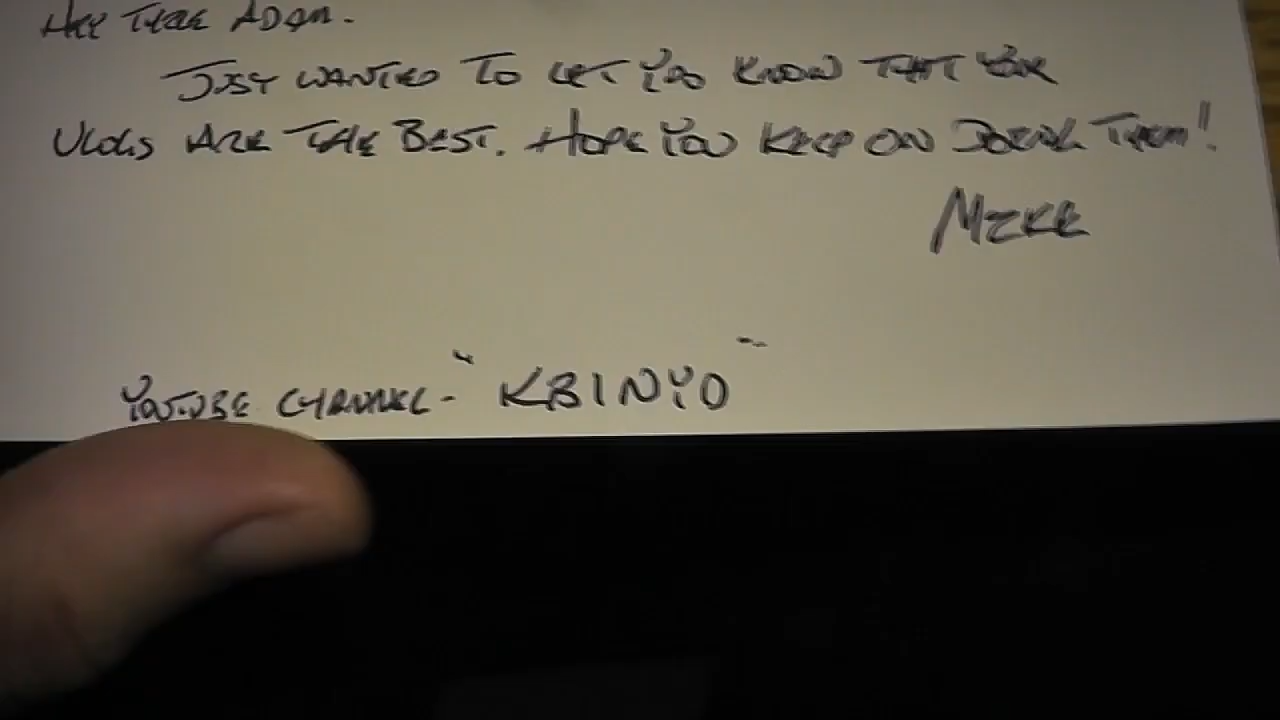 HEY THERE ADAM.
JUST WANTED TO LET YOU KNOW THAT YOUR
VLOGS ARE THE BEST. HOPE YOU KEEP ON DOING THEM!
MIKE
YOUTUBE CHANNEL - "KB1NYO"